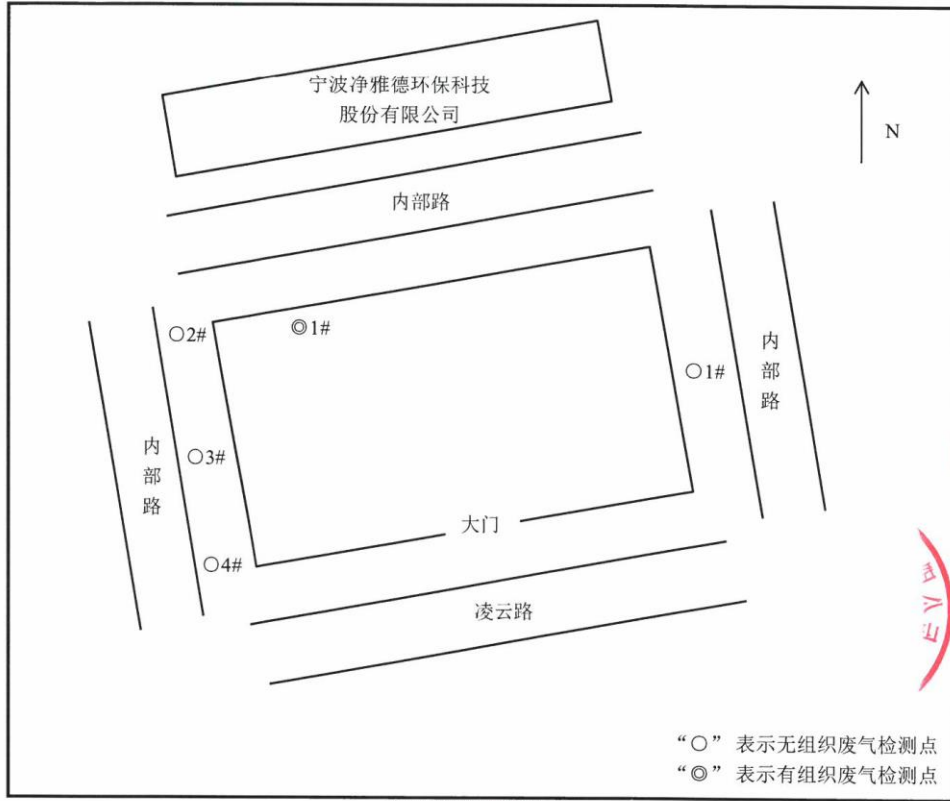 宁波净雅德环保科技
股份有限公司
N
内部路
○2#
◎1#
○1#
内部路
内部路
○3#
大门
○4#
凌云路
“○” 表示无组织废气检测点
“◎” 表示有组织废气检测点